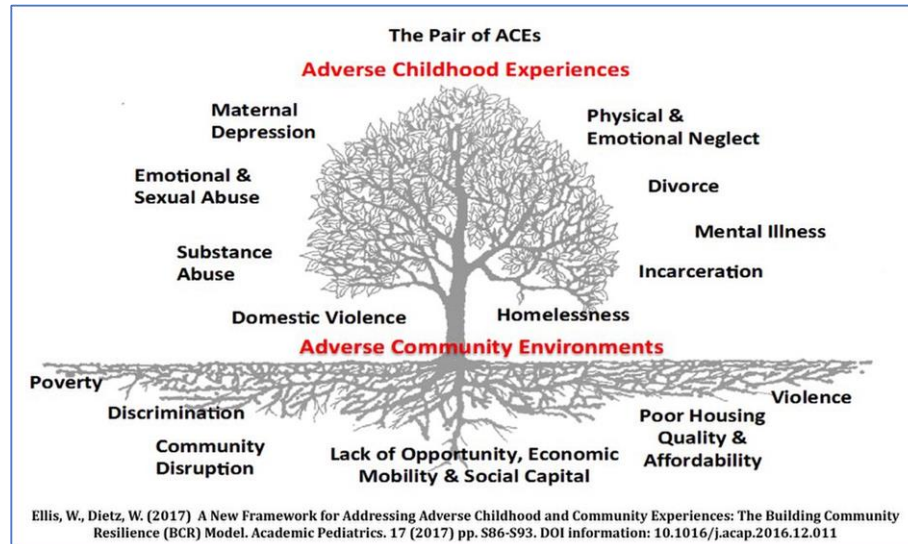 The Pair of ACEs
Adverse Childhood Experiences
Maternal
Depression
Physical &
Emotional Neglect
Emotional &
Sexual Abuse
Divorce
Substance
Abuse
Mental Illness
Incarceration
Domestic Violence
Homelessness
Adverse Community Environments
Poverty
Discrimination
Community
Disruption
Lack of Opportunity, Economic
Mobility & Social Capital
Poor Housing
Quality &
Affordability
Violence
Ellis, W., Dietz, W. (2017) A New Framework for Addressing Adverse Childhood and Community Experiences: The Building Community
Resilience (BCR) Model. Academic Pediatrics. 17 (2017) pp. S86-S93. DOI information: 10.1016/j.acap.2016.12.011